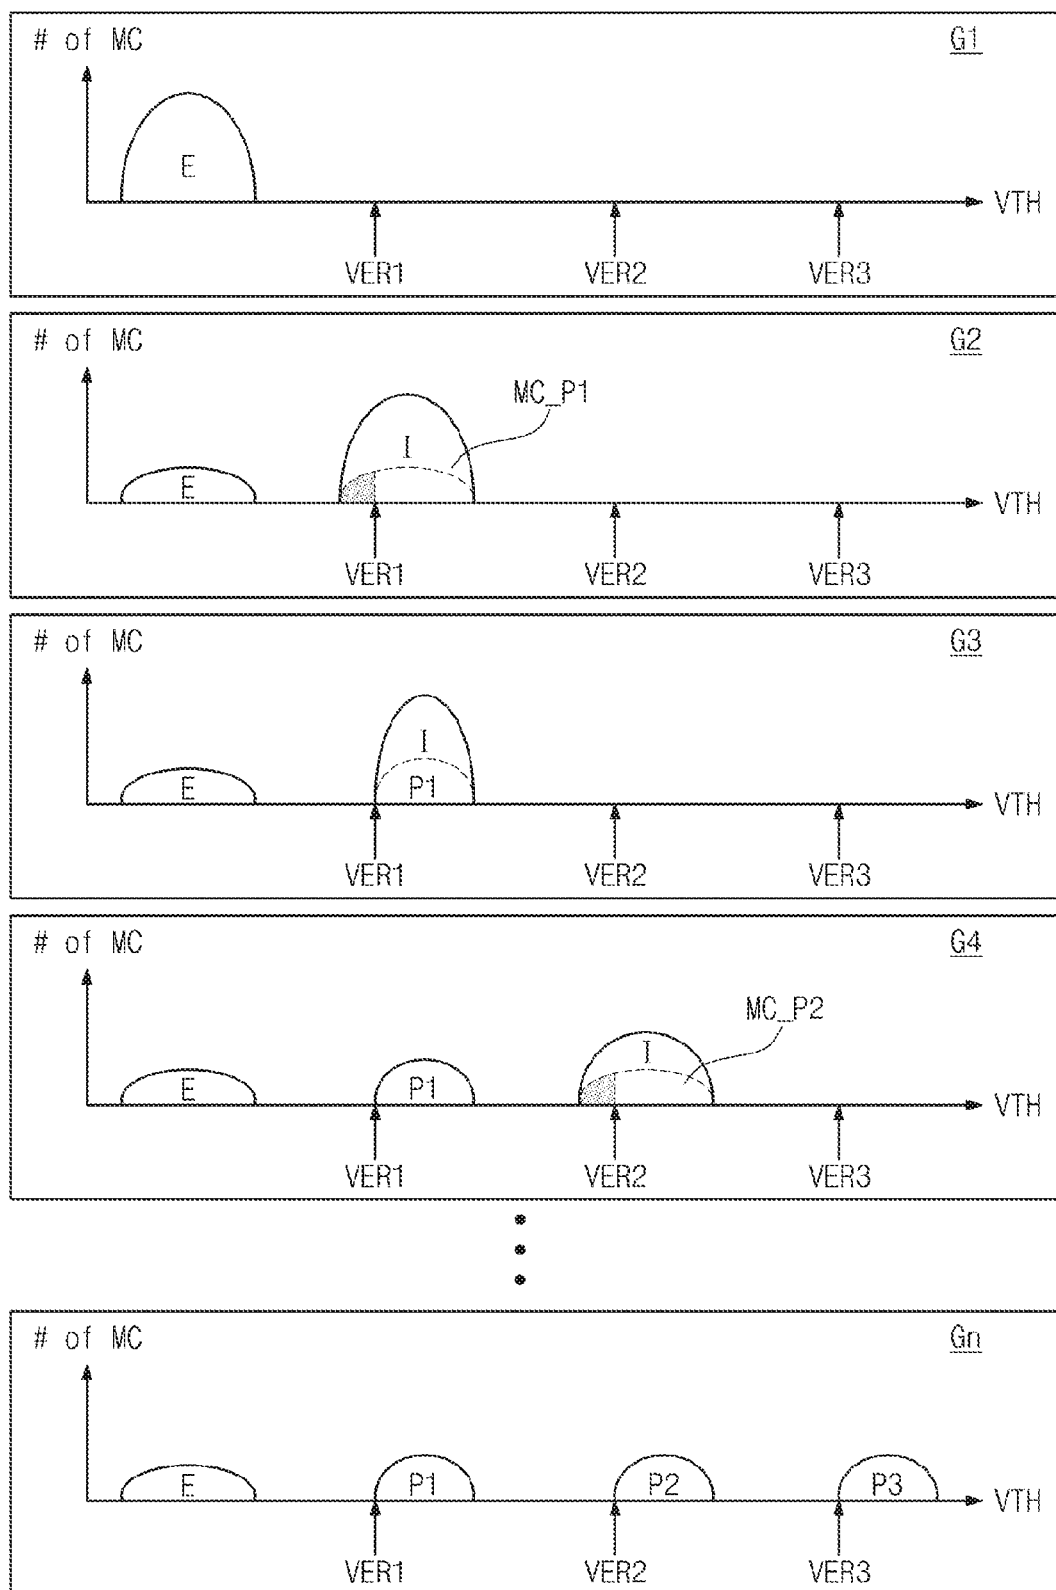 # of MC G1
E
VTH
VER1 VER2 VER3
# of MC G2
MC_P1
I
E
VTH
VER1 VER2 VER3
# of MC G3
I
E P1
VTH
VER1 VER2 VER3
# of MC G4
MC_P2
I
E P1
VTH
VER1 VER2 VER3
# of MC Gn
E P1 P2 P3
VTH
VER1 VER2 VER3